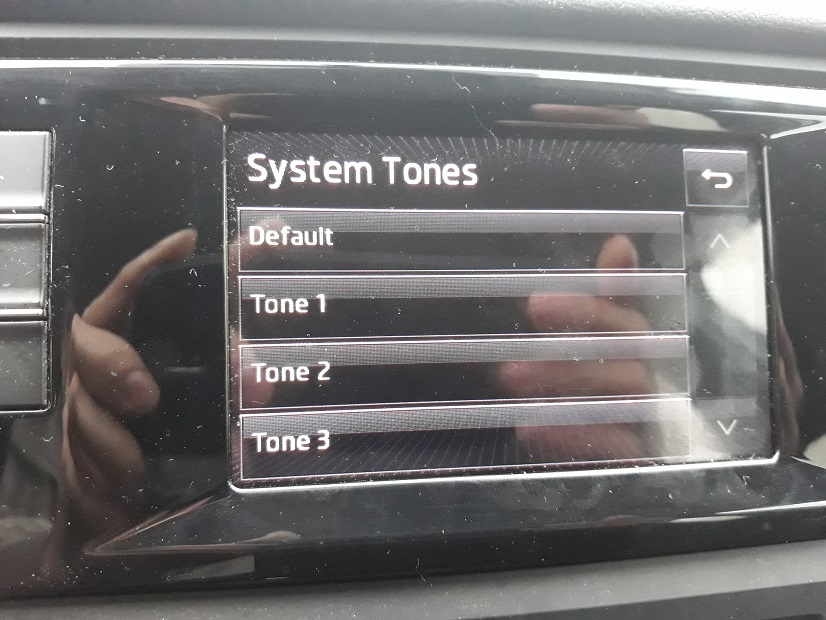 System Tones
Default
Tone 1
Tone 2
Tone 3